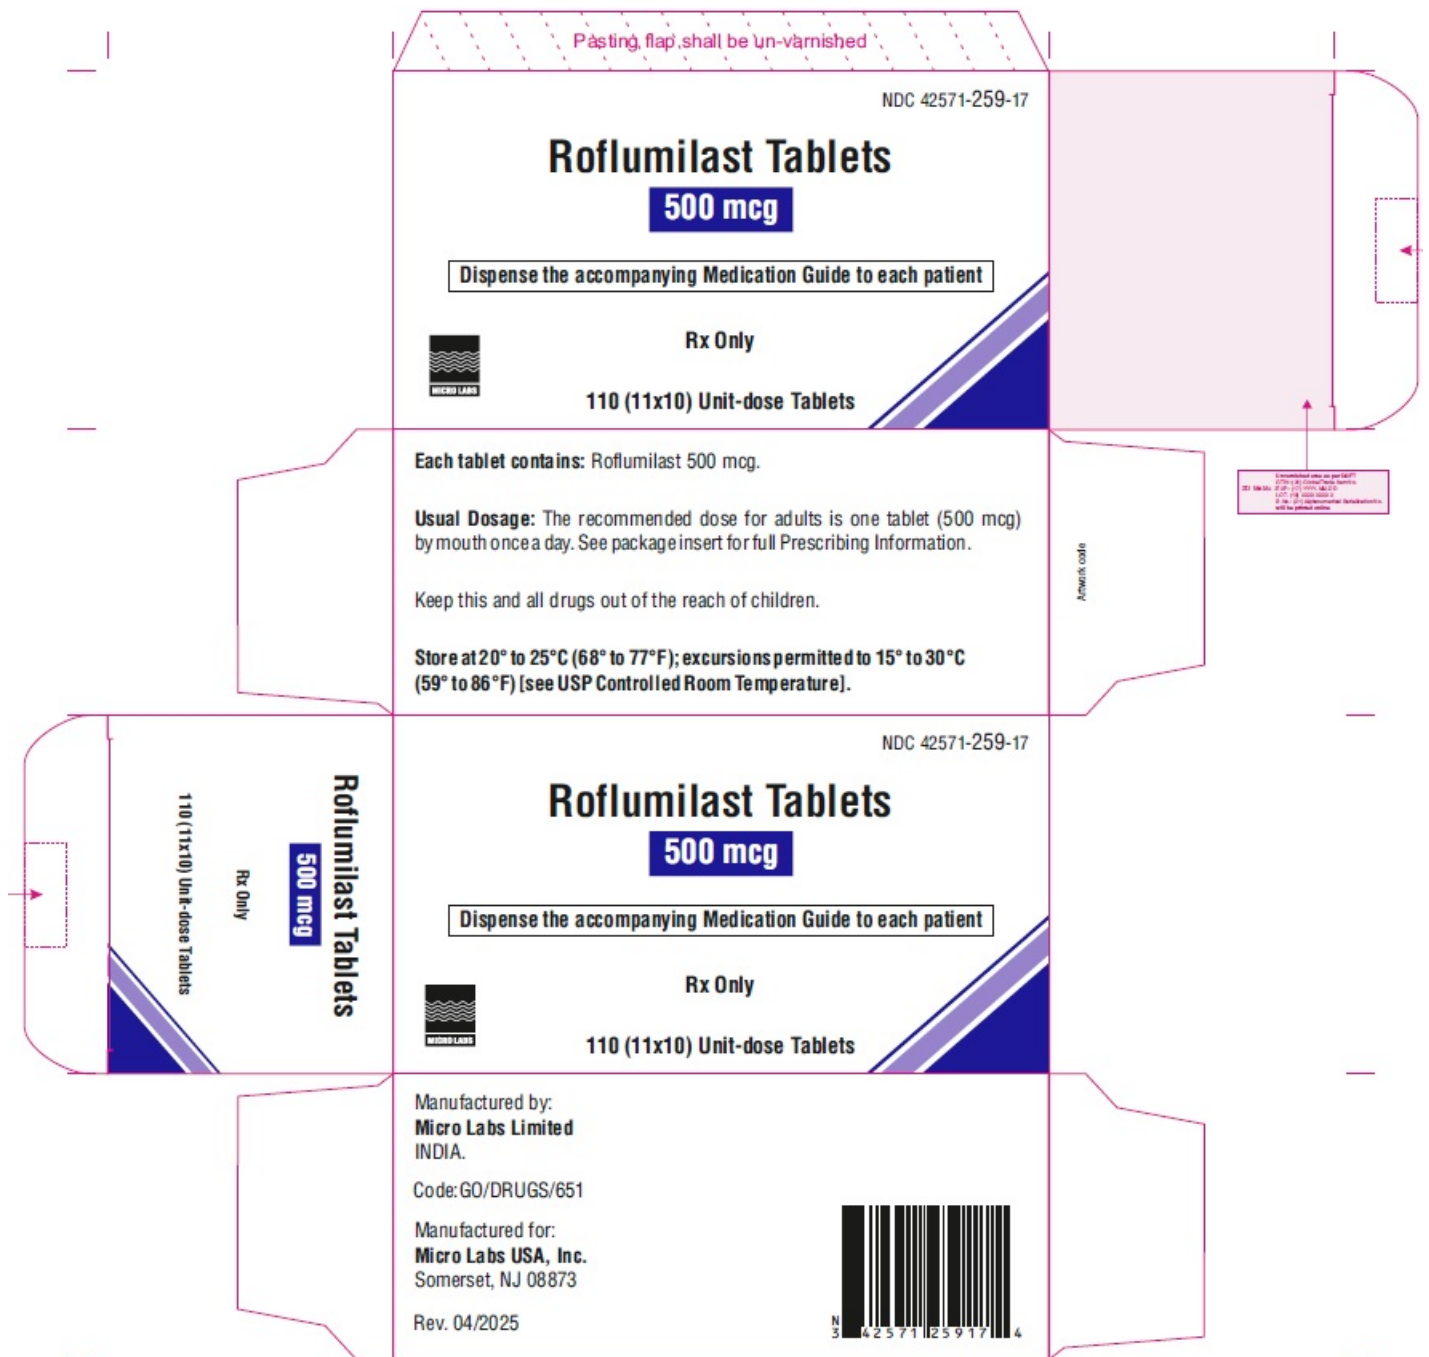 Pasting flap shall be un-varnished
NDC 42571-259-17
Roflumilast Tablets
500 mcg
Dispense the accompanying Medication Guide to each patient
Rx Only
MICRO LABS
110 (11x10) Unit-dose Tablets
Each tablet contains: Roflumilast 500 mcg.
Usual Dosage: The recommended dose for adults is one tablet (500 mcg)
by mouth once a day. See package insert for full Prescribing Information.
Keep this and all drugs out of the reach of children.
Store at 20° to 25°C (68° to 77°F); excursions permitted to 15° to 30°C
(59° to 86°F) [see USP Controlled Room Temperature].
Artwork code
will be printed online
Roflumilast Tablets
500 mcg
Rx Only
110 (11x10) Unit-dose Tablets
NDC 42571-259-17
Roflumilast Tablets
500 mcg
Dispense the accompanying Medication Guide to each patient
Rx Only
MICRO LABS
110 (11x10) Unit-dose Tablets
Manufactured by:
Micro Labs Limited
INDIA.
Code:GO/DRUGS/651
Manufactured for:
Micro Labs USA, Inc.
Somerset, NJ 08873
Rev. 04/2025
N
3 42571 25917 4